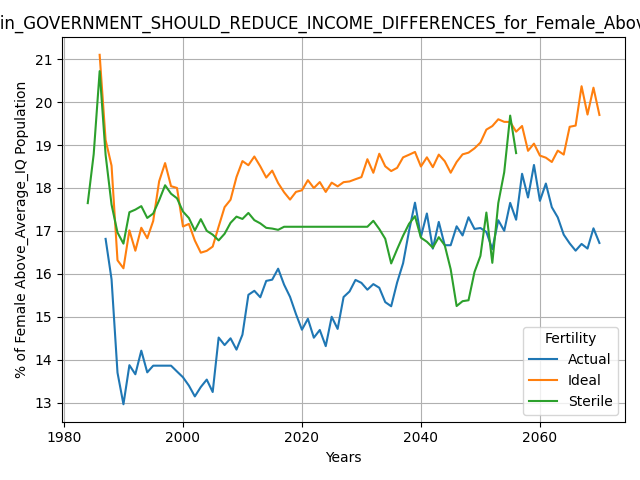 in_GOVERNMENT_SHOULD_REDUCE_INCOME_DIFFERENCES_for_Female_Above
% of Female Above_Average_IQ Population
21
20
19
18
17
16
15
14
13
1980
2000
2020
2040
2060
Years
Fertility
Actual
Ideal
Sterile